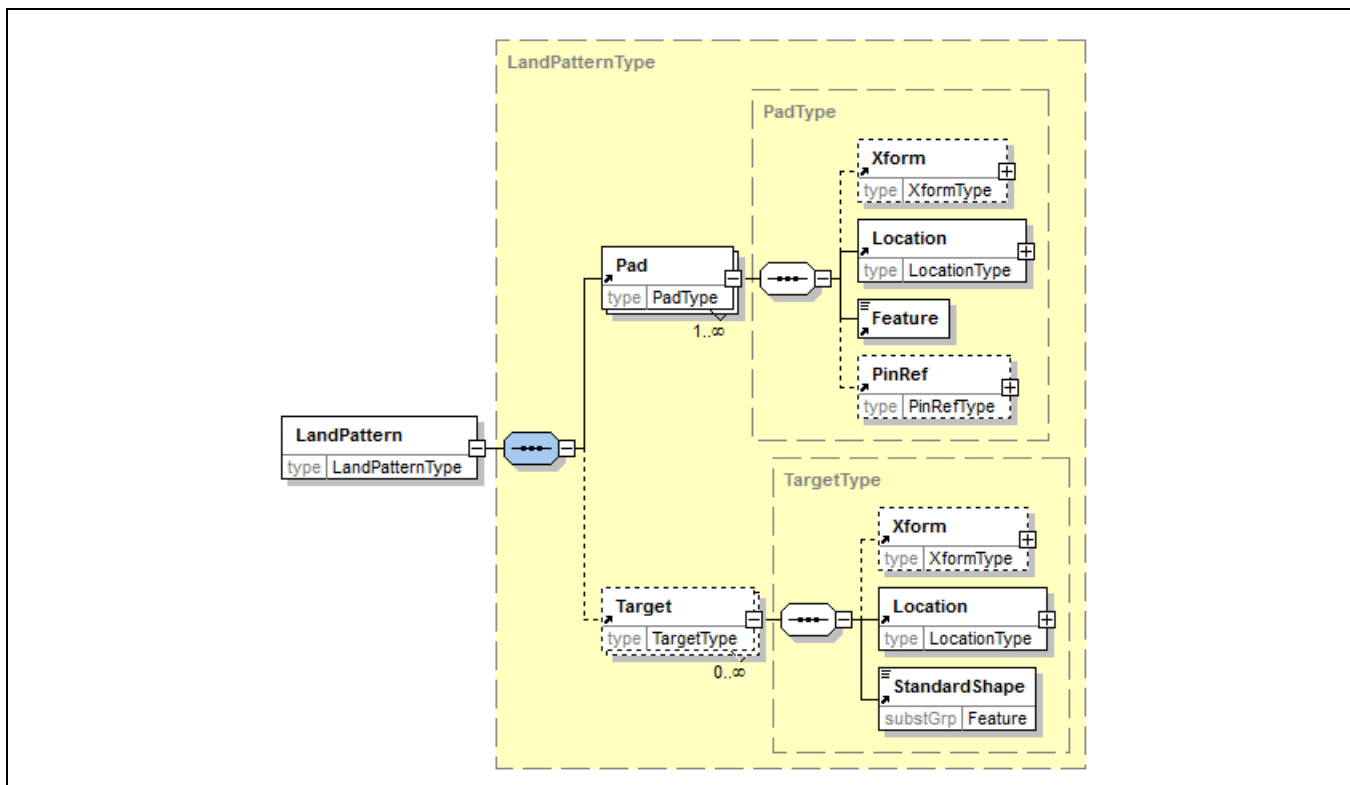 LandPatternType
PadType
Xform
type XformType
Location
type LocationType
Feature
PinRef
type PinRefType
Pad
type PadType
1..∞
LandPattern
type LandPatternType
TargetType
Xform
type XformType
Location
type LocationType
StandardShape
substGrp Feature
Target
type TargetType
0..∞